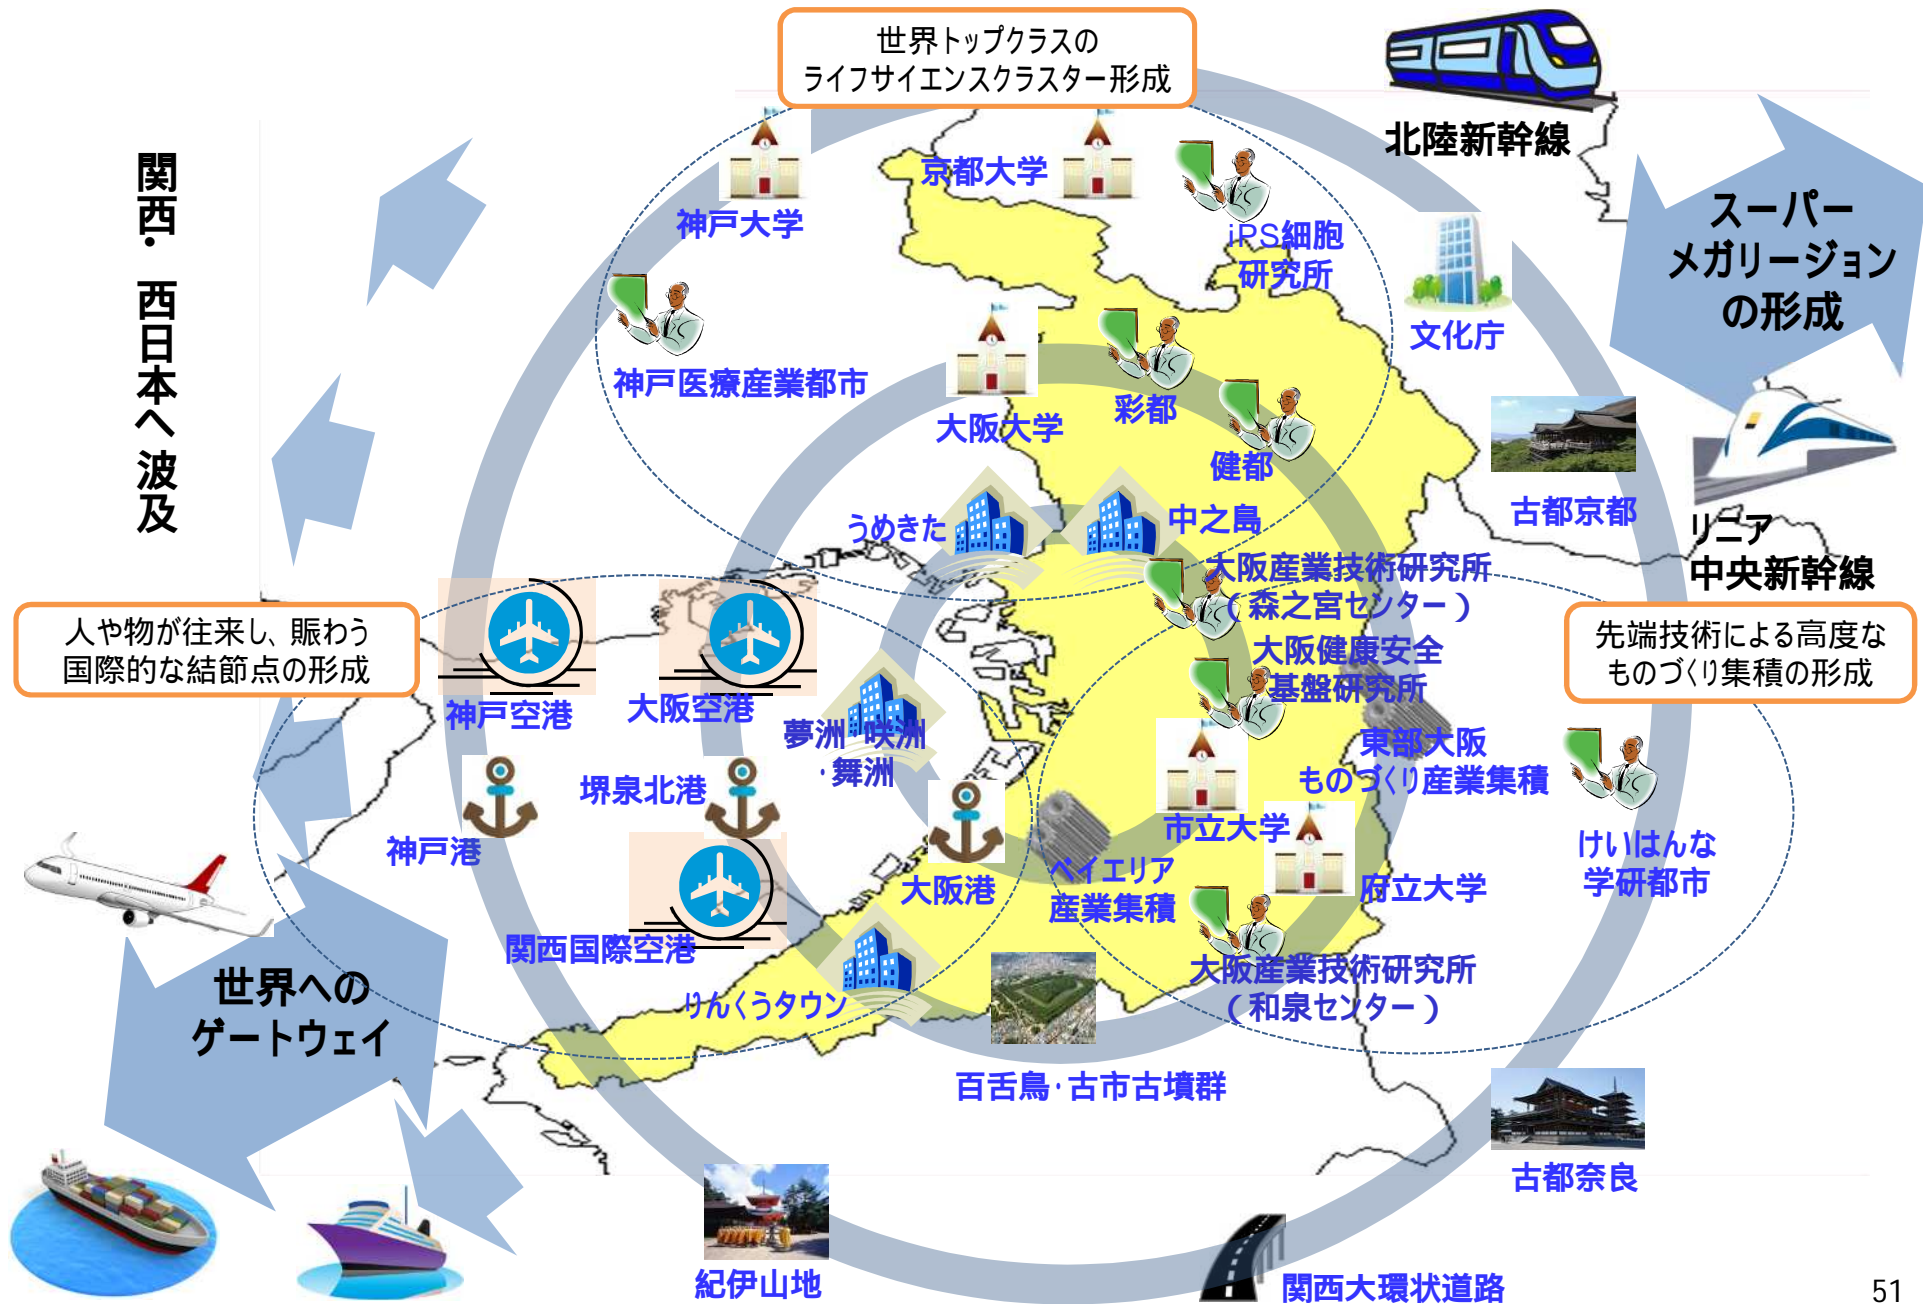 世界トップクラスの
ライフサイエンスクラスター形成
北陸新幹線
関西・西日本へ波及
京都大学
神戸大学
iPS細胞
研究所
スーパー
メガリージョン
の形成
文化庁
神戸医療産業都市
大阪大学
彩都
健都
古都京都
うめきた
中之島
リニア
中央新幹線
大阪産業技術研究所
（森之宮センター）
人や物が往来し、賑わう
国際的な結節点の形成
先端技術による高度な
ものづくり集積の形成
大阪健康安全
基盤研究所
神戸空港
大阪空港
夢洲・咲洲
・舞洲
東部大阪
ものづくり産業集積
堺泉北港
市立大学
神戸港
大阪港
ベイエリア
産業集積
府立大学
けいはんな
学研都市
関西国際空港
大阪産業技術研究所
（和泉センター）
りんくうタウン
世界への
ゲートウェイ
百舌鳥・古市古墳群
古都奈良
紀伊山地
関西大環状道路
51